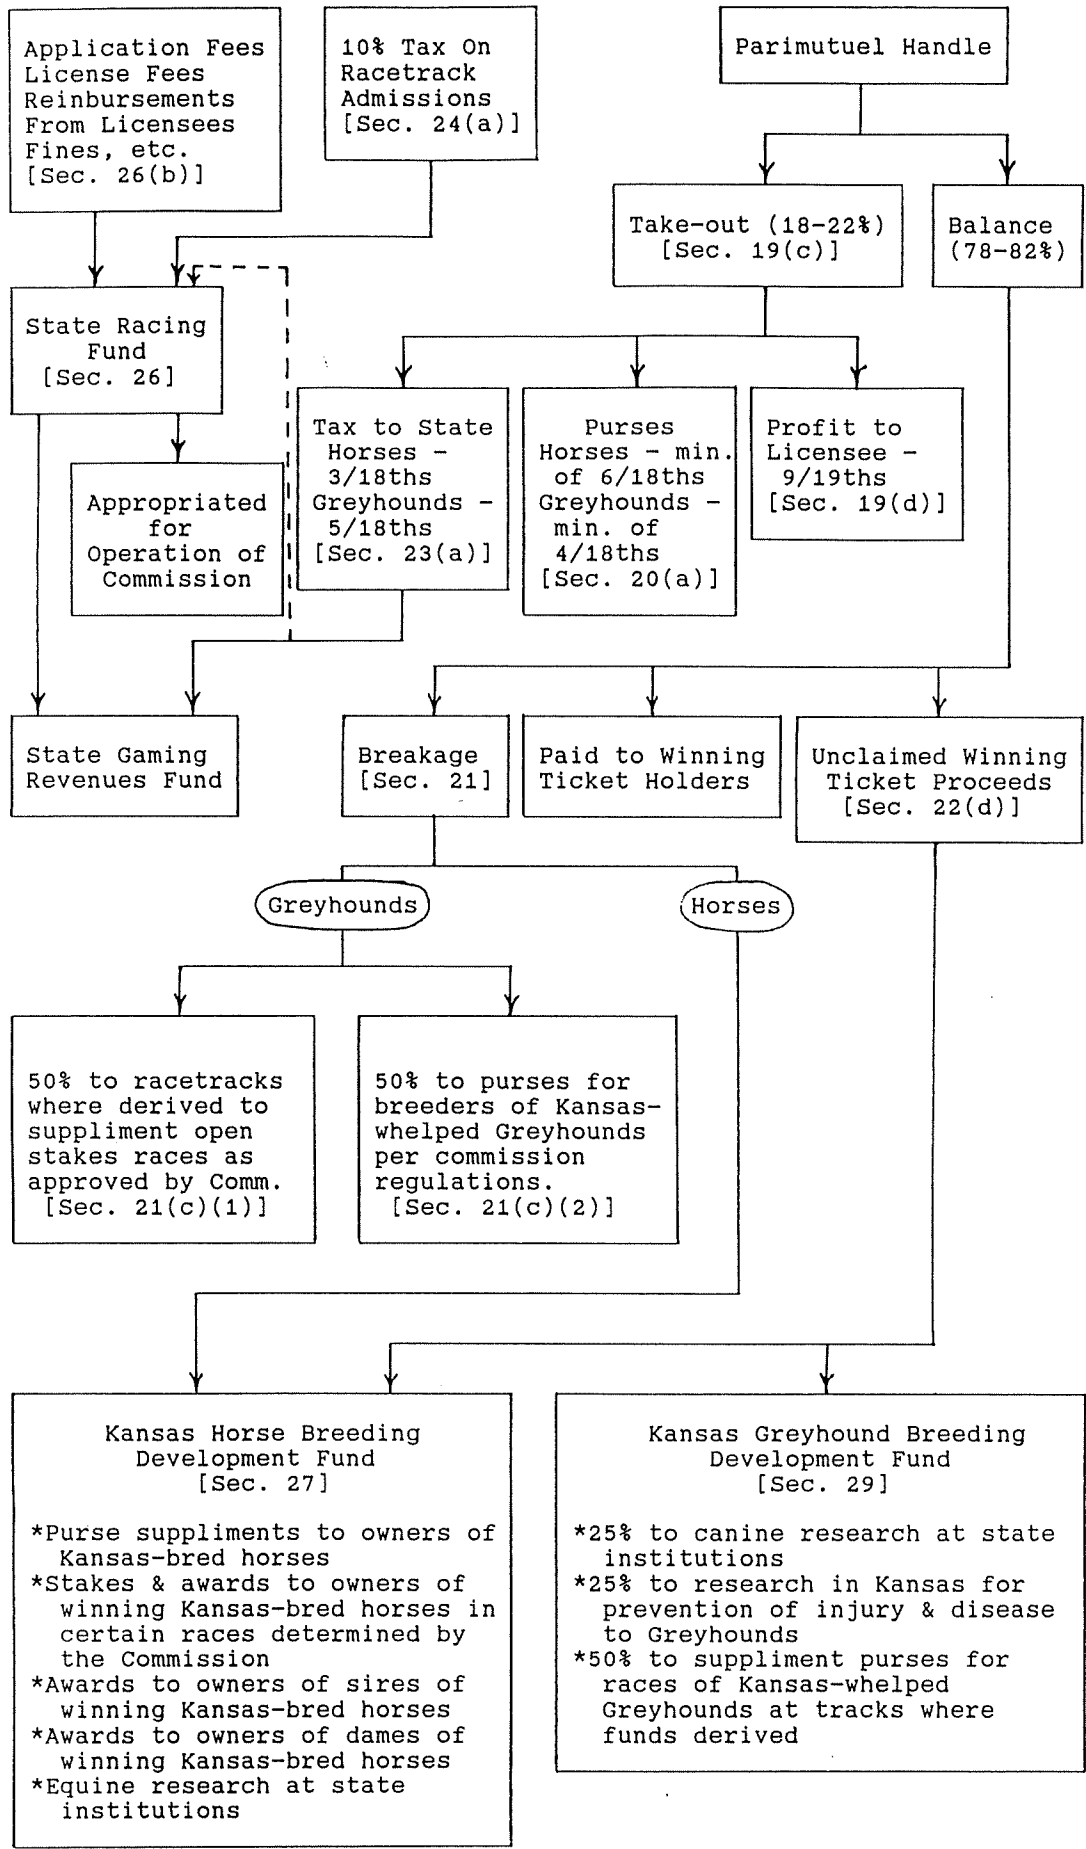 Application Fees
License Fees
Reinbursements
From Licensees
Fines, etc.
[Sec. 26(b)]
10% Tax On
Racetrack
Admissions
[Sec. 24(a)]
Parimutuel Handle
Take-out (18-22%)
[Sec. 19(c)]
Balance
(78-82%)
State Racing
Fund
[Sec. 26]
Appropriated
for
Operation of
Commission
Tax to State
Horses -
3/18ths
Greyhounds -
5/18ths
[Sec. 23(a)]
Purses
Horses - min.
of 6/18ths
Greyhounds -
min. of
4/18ths
[Sec. 20(a)]
Profit to
Licensee -
9/19ths
[Sec. 19(d)]
State Gaming
Revenues Fund
Breakage
[Sec. 21]
Paid to Winning
Ticket Holders
Unclaimed Winning
Ticket Proceeds
[Sec. 22(d)]
Greyhounds
Horses
50% to racetracks
where derived to
suppliment open
stakes races as
approved by Comm.
[Sec. 21(c)(1)]
50% to purses for
breeders of Kansas-
whelped Greyhounds
per commission
regulations.
[Sec. 21(c)(2)]
Kansas Horse Breeding
Development Fund
[Sec. 27]
*Purse suppliments to owners of
Kansas-bred horses
*Stakes & awards to owners of
winning Kansas-bred horses in
certain races determined by
the Commission
*Awards to owners of sires of
winning Kansas-bred horses
*Awards to owners of dames of
winning Kansas-bred horses
*Equine research at state
institutions
Kansas Greyhound Breeding
Development Fund
[Sec. 29]
*25% to canine research at state
institutions
*25% to research in Kansas for
prevention of injury & disease
to Greyhounds
*50% to suppliment purses for
races of Kansas-whelped
Greyhounds at tracks where
funds derived